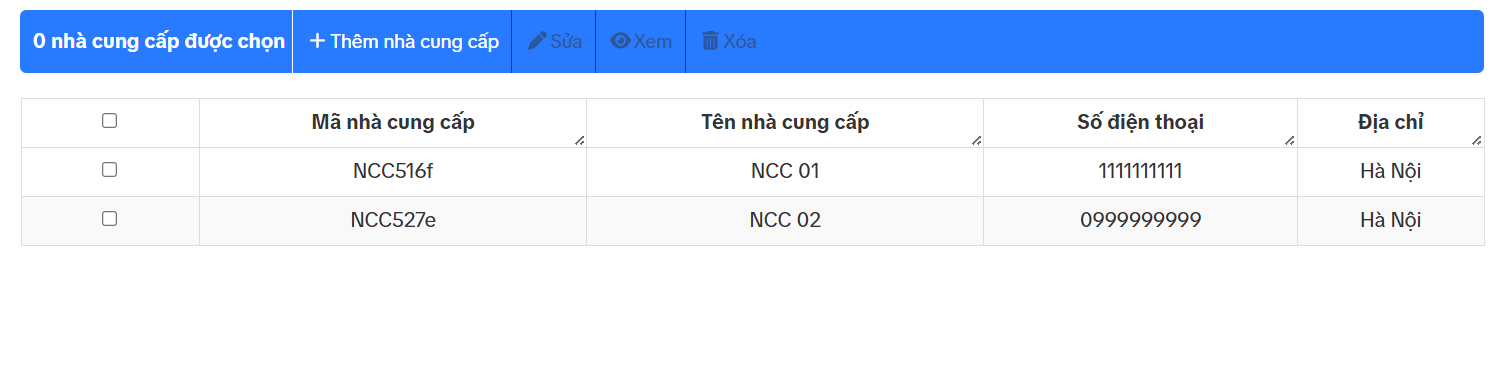 0 nhà cung cấp được chọn Thêm nhà cung cấp Sửa Xem Xóa
Mã nhà cung cấp Tên nhà cung cấp Số điện thoại Địa chỉ
NCC516f NCC 01 1111111111 Hà Nội
NCC527e NCC 02 0999999999 Hà Nội